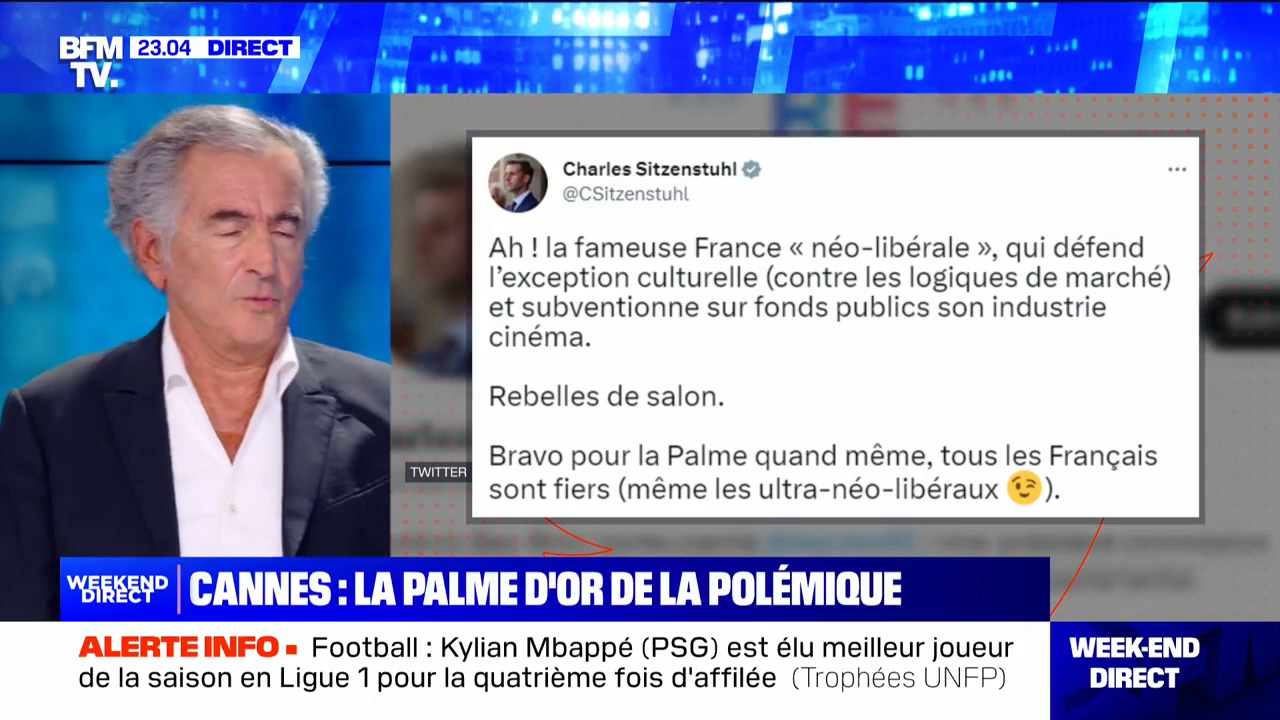 BFM
TV.
23.04 DIRECT
Charles Sitzenstuhl
@CSitzenstuhl
Ah ! la fameuse France « néo-libérale », qui défend
l'exception culturelle (contre les logiques de marché)
et subventionne sur fonds publics son industrie
cinéma.
Rebelles de salon.
Bravo pour la Palme quand même, tous les Français
sont fiers (même les ultra-néo-libéraux 😉).
TWITTER
WEEKEND
DIRECT
CANNES : LA PALME D'OR DE LA POLÉMIQUE
ALERTE INFO Football : Kylian Mbappé (PSG) est élu meilleur joueur
de la saison en Ligue 1 pour la quatrième fois d'affilée (Trophées UNFP)
WEEK-END
DIRECT